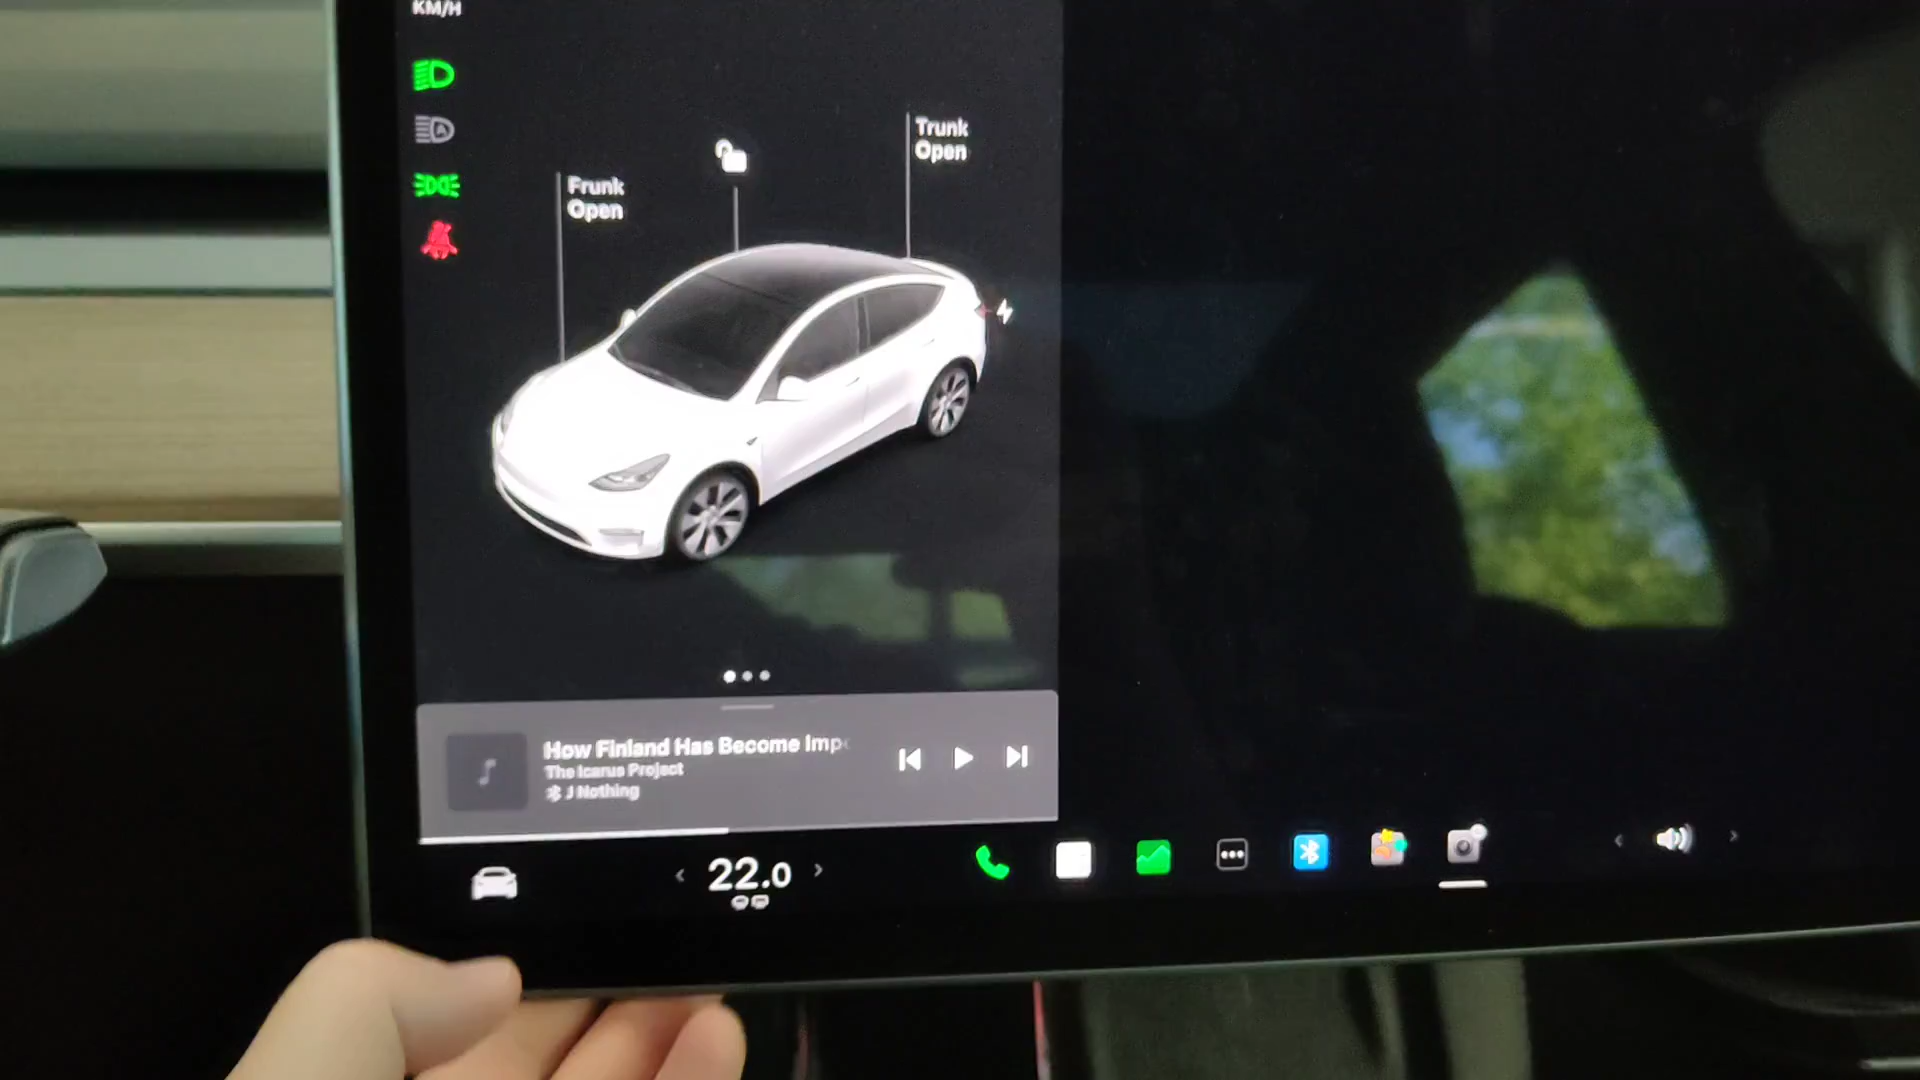 KM/H
Trunk
Open
Frunk
Open
How Finland Has Become Imp
The Icarus Project
J Nothing
22.0